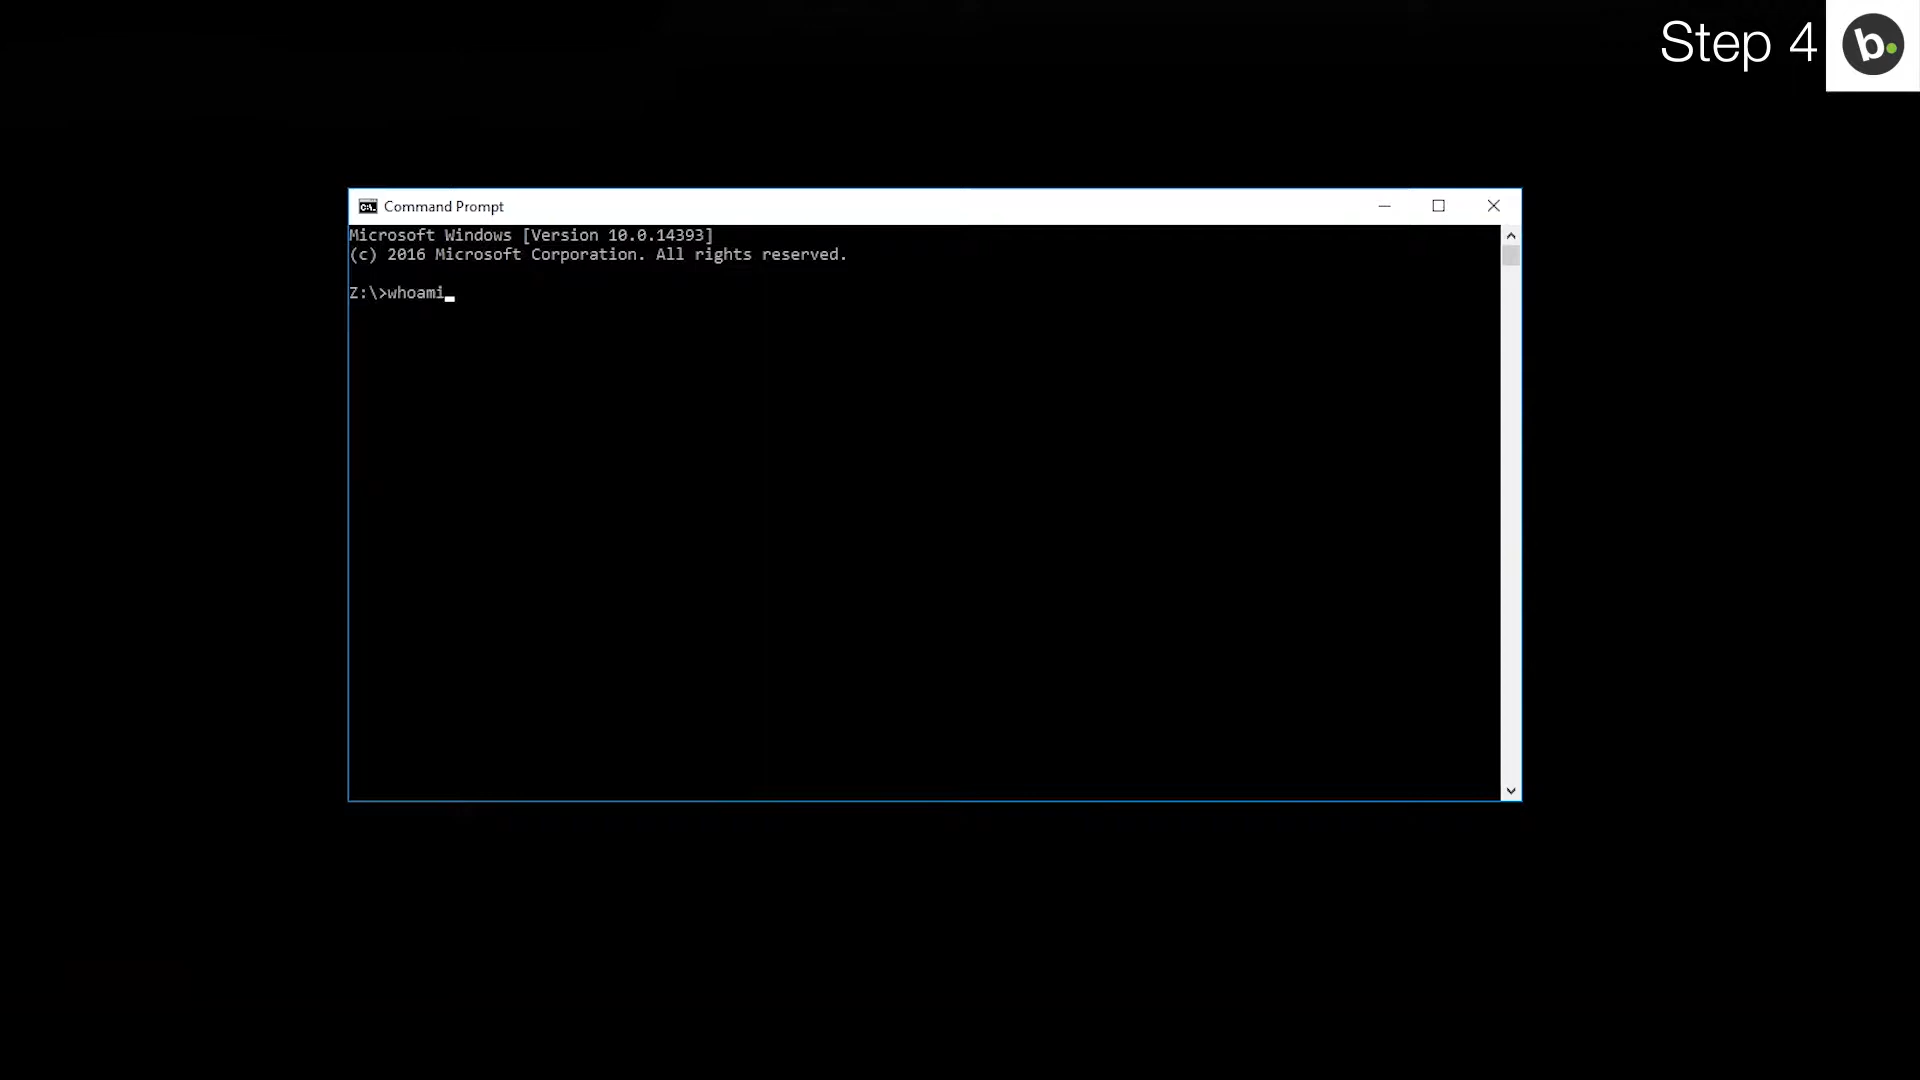 Step 4
b.
Command Prompt
Microsoft Windows [Version 10.0.14393]
(c) 2016 Microsoft Corporation. All rights reserved.
Z:\>whoami